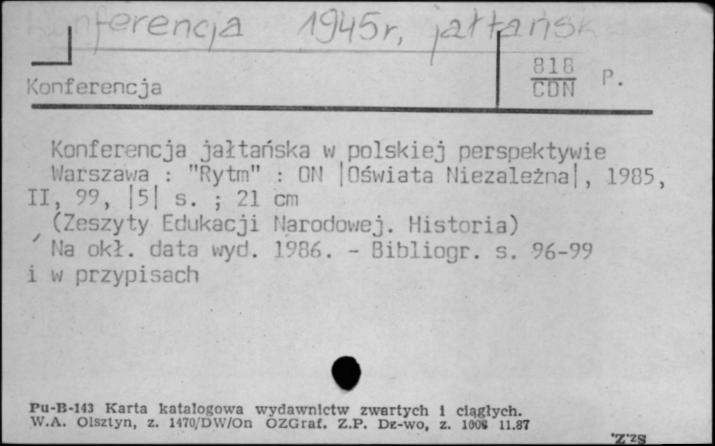 Konferencja 1945r, jałtańsk
818
CDN P.
Konferencja
Konferencja jałtańska w polskiej perspektywie
Warszawa : "Rytm" : ON |Oświata Niezależna|, 1985,
II, 99, |5| s. ; 21 cm
(Zeszyty Edukacji Narodowej. Historia)
Na okł. data wyd. 1986. - Bibliogr. s. 96-99
i w przypisach
Pu-B-143 Karta katalogowa wydawnictw zwartych i ciągłych.
W.A. Olsztyn, z. 1470/DW/On OZGraf. Z.P. Dz-wo, z. 1008 11.87